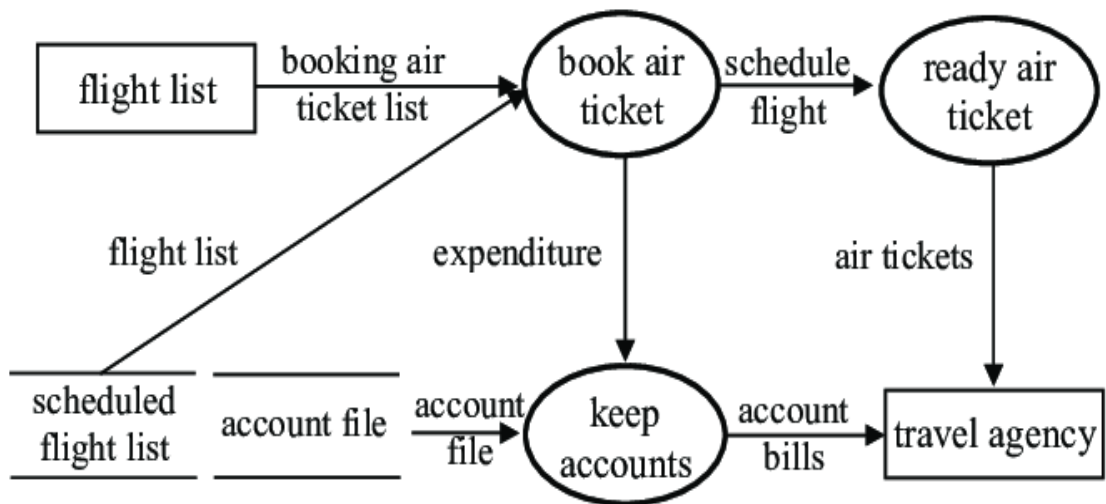 flight list
booking air
ticket list
book air
ticket
schedule
flight
ready air
ticket
flight list
expenditure
air tickets
scheduled
flight list
account file
account
file
keep
accounts
account
bills
travel agency